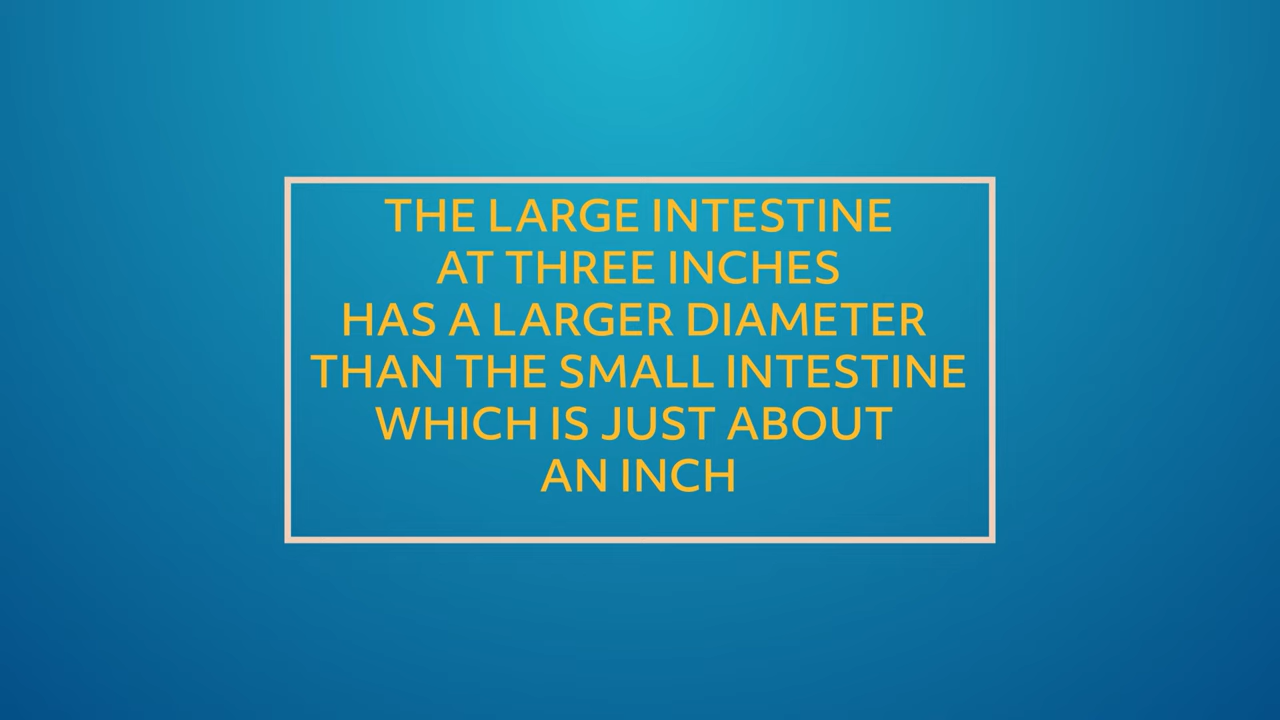 THE LARGE INTESTINE
AT THREE INCHES
HAS A LARGER DIAMETER
THAN THE SMALL INTESTINE
WHICH IS JUST ABOUT
AN INCH